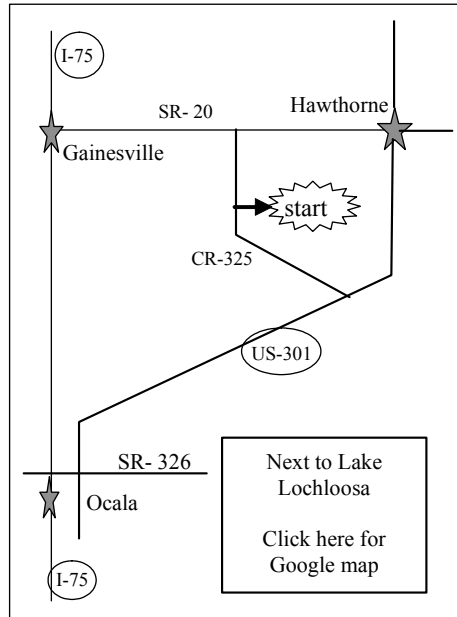 I-75
Hawthorne
SR- 20
Gainesville
start
CR-325
US-301
SR- 326
Ocala
Next to Lake
Lochloosa
Click here for
Google map
I-75